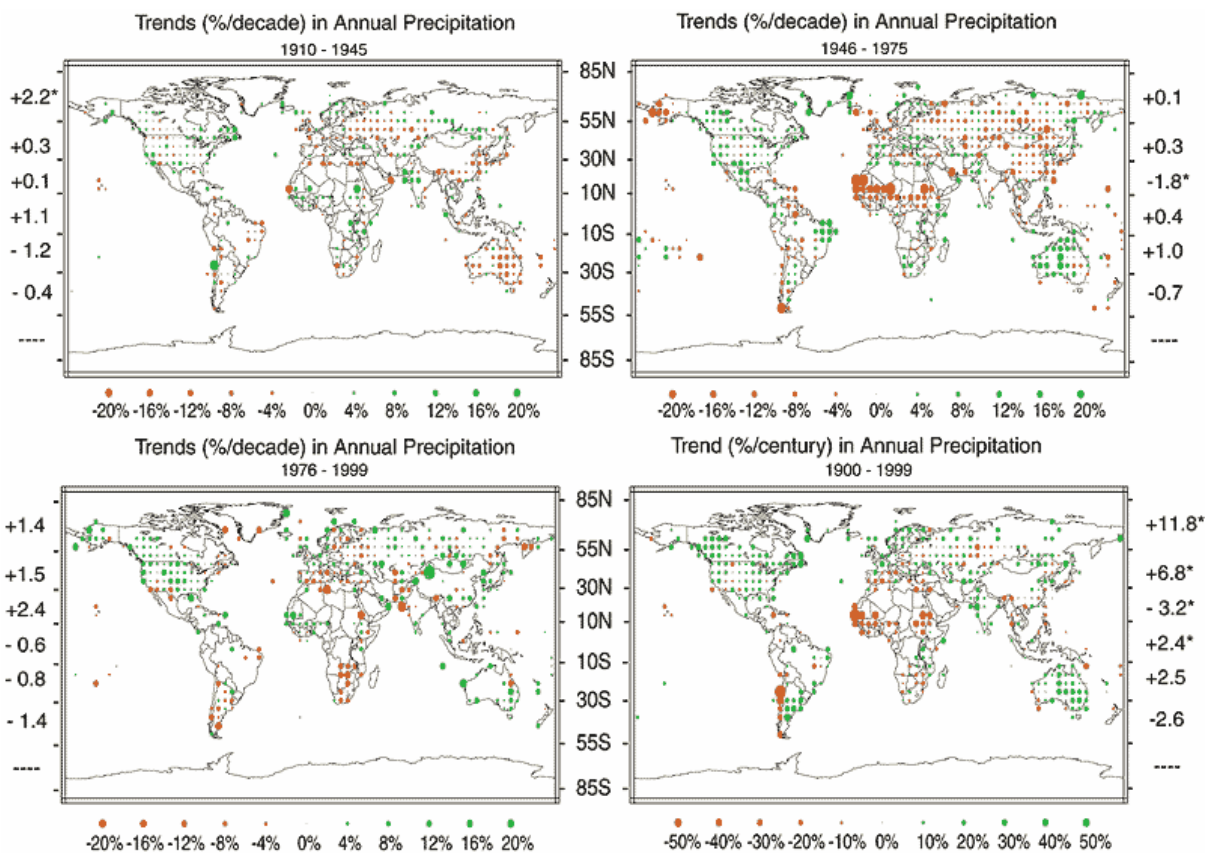 Trends (%/decade) in Annual Precipitation
1910 - 1945
+2.2*
+0.3
+0.1
+1.1
- 1.2
- 0.4
----
-20% -16% -12% -8% -4% 0% 4% 8% 12% 16% 20%
85N
55N
30N
10N
10S
30S
55S
85S
Trends (%/decade) in Annual Precipitation
1946 - 1975
+0.1
+0.3
-1.8*
+0.4
+1.0
-0.7
----
-20% -16% -12% -8% -4% 0% 4% 8% 12% 16% 20%
Trends (%/decade) in Annual Precipitation
1976 - 1999
+1.4
+1.5
+2.4
- 0.6
- 0.8
- 1.4
----
-20% -16% -12% -8% -4% 0% 4% 8% 12% 16% 20%
85N
55N
30N
10N
10S
30S
55S
85S
Trend (%/century) in Annual Precipitation
1900 - 1999
+11.8*
+6.8*
- 3.2*
+2.4*
+2.5
-2.6
----
-50% -40% -30% -20% -10% 0% 10% 20% 30% 40% 50%